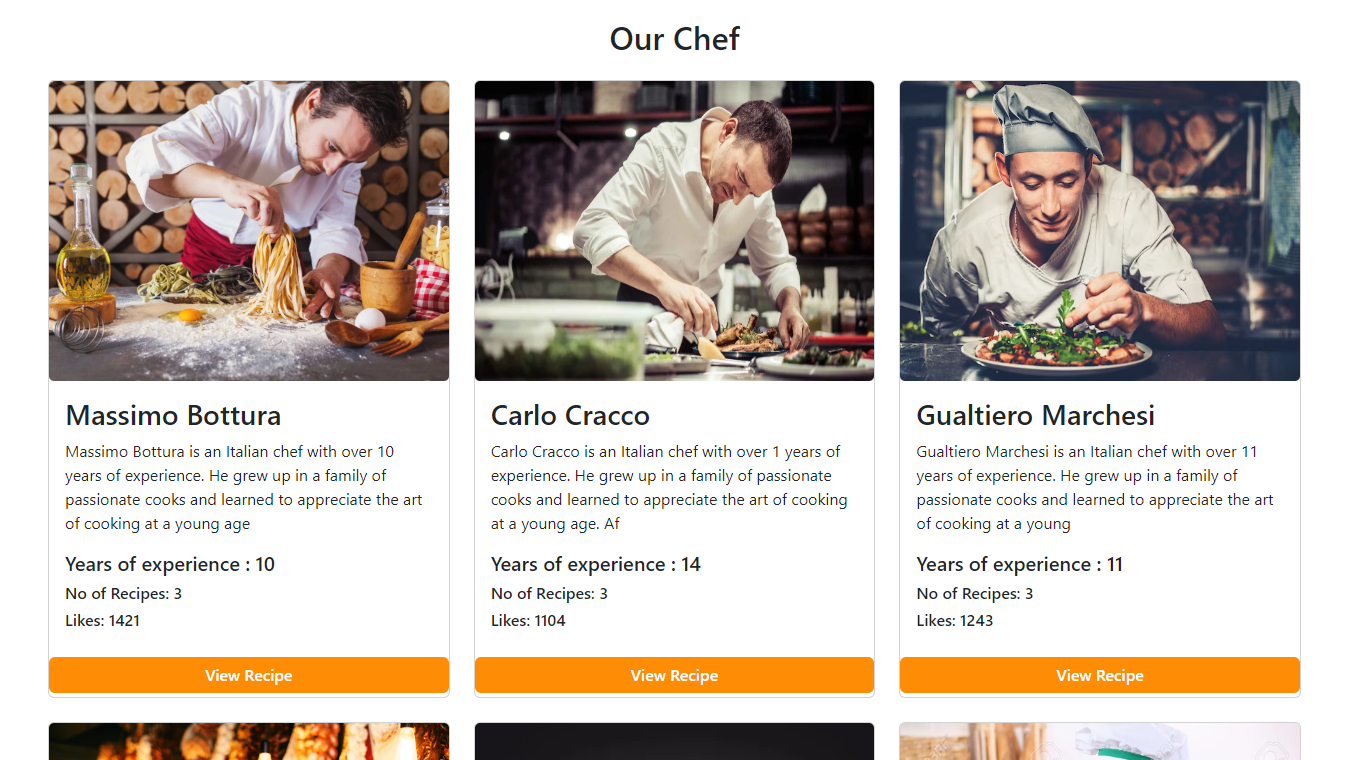 Our Chef
Massimo Bottura
Massimo Bottura is an Italian chef with over 10
years of experience. He grew up in a family of
passionate cooks and learned to appreciate the art
of cooking at a young age
Years of experience : 10
No of Recipes: 3
Likes: 1421
View Recipe
Carlo Cracco
Carlo Cracco is an Italian chef with over 1 years of
experience. He grew up in a family of passionate
cooks and learned to appreciate the art of cooking
at a young age. Af
Years of experience : 14
No of Recipes: 3
Likes: 1104
View Recipe
Gualtiero Marchesi
Gualtiero Marchesi is an Italian chef with over 11
years of experience. He grew up in a family of
passionate cooks and learned to appreciate the art
of cooking at a young
Years of experience : 11
No of Recipes: 3
Likes: 1243
View Recipe